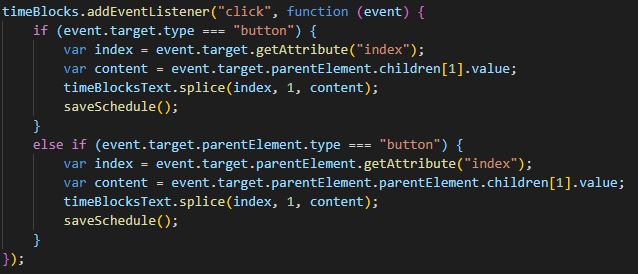 timeBlocks.addEventListener("click", function (event) {
    if (event.target.type === "button") {
        var index = event.target.getAttribute("index");
        var content = event.target.parentElement.children[1].value;
        timeBlocksText.splice(index, 1, content);
        saveSchedule();
    }
    else if (event.target.parentElement.type === "button") {
        var index = event.target.parentElement.getAttribute("index");
        var content = event.target.parentElement.parentElement.children[1].value;
        timeBlocksText.splice(index, 1, content);
        saveSchedule();
    }
});